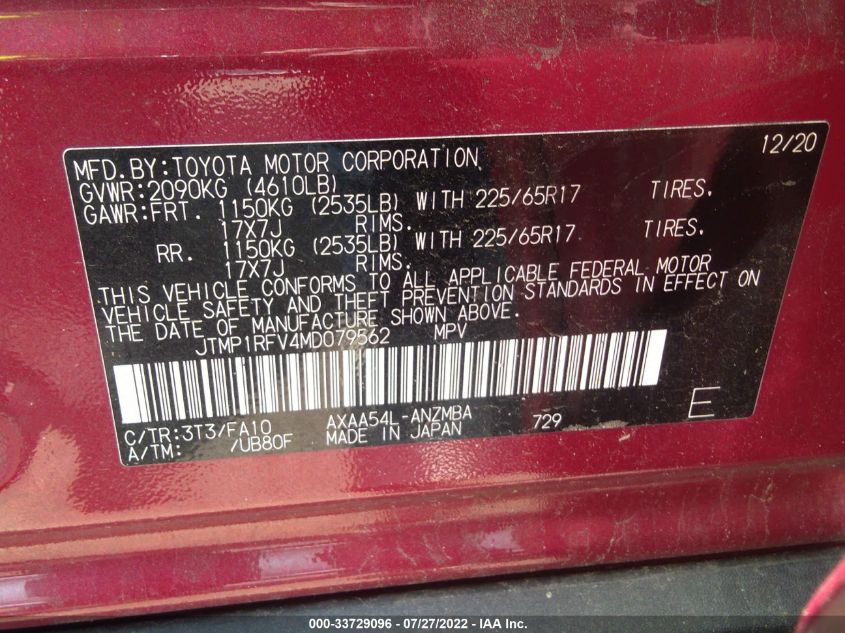 MFD.BY:TOYOTA MOTOR CORPORATION 12/20
GVWR:2090KG (4610LB)
GAWR:FRT. 1150KG (2535LB) WITH 225/65R17 TIRES,
17X7J RIMS.
RR. 1150KG (2535LB) WITH 225/65R17 TIRES,
17X7J RIMS.
THIS VEHICLE CONFORMS TO ALL APPLICABLE FEDERAL MOTOR
VEHICLE SAFETY AND THEFT PREVENTION STANDARDS IN EFFECT ON
THE DATE OF MANUFACTURE SHOWN ABOVE.
JTMP1RFV4MD079562 MPV
C/TR:3T3/FA10 AXAA54L-ANZMBA 729 E
A/TM: /UB80F MADE IN JAPAN
000-33729096 - 07/27/2022 - IAA Inc.